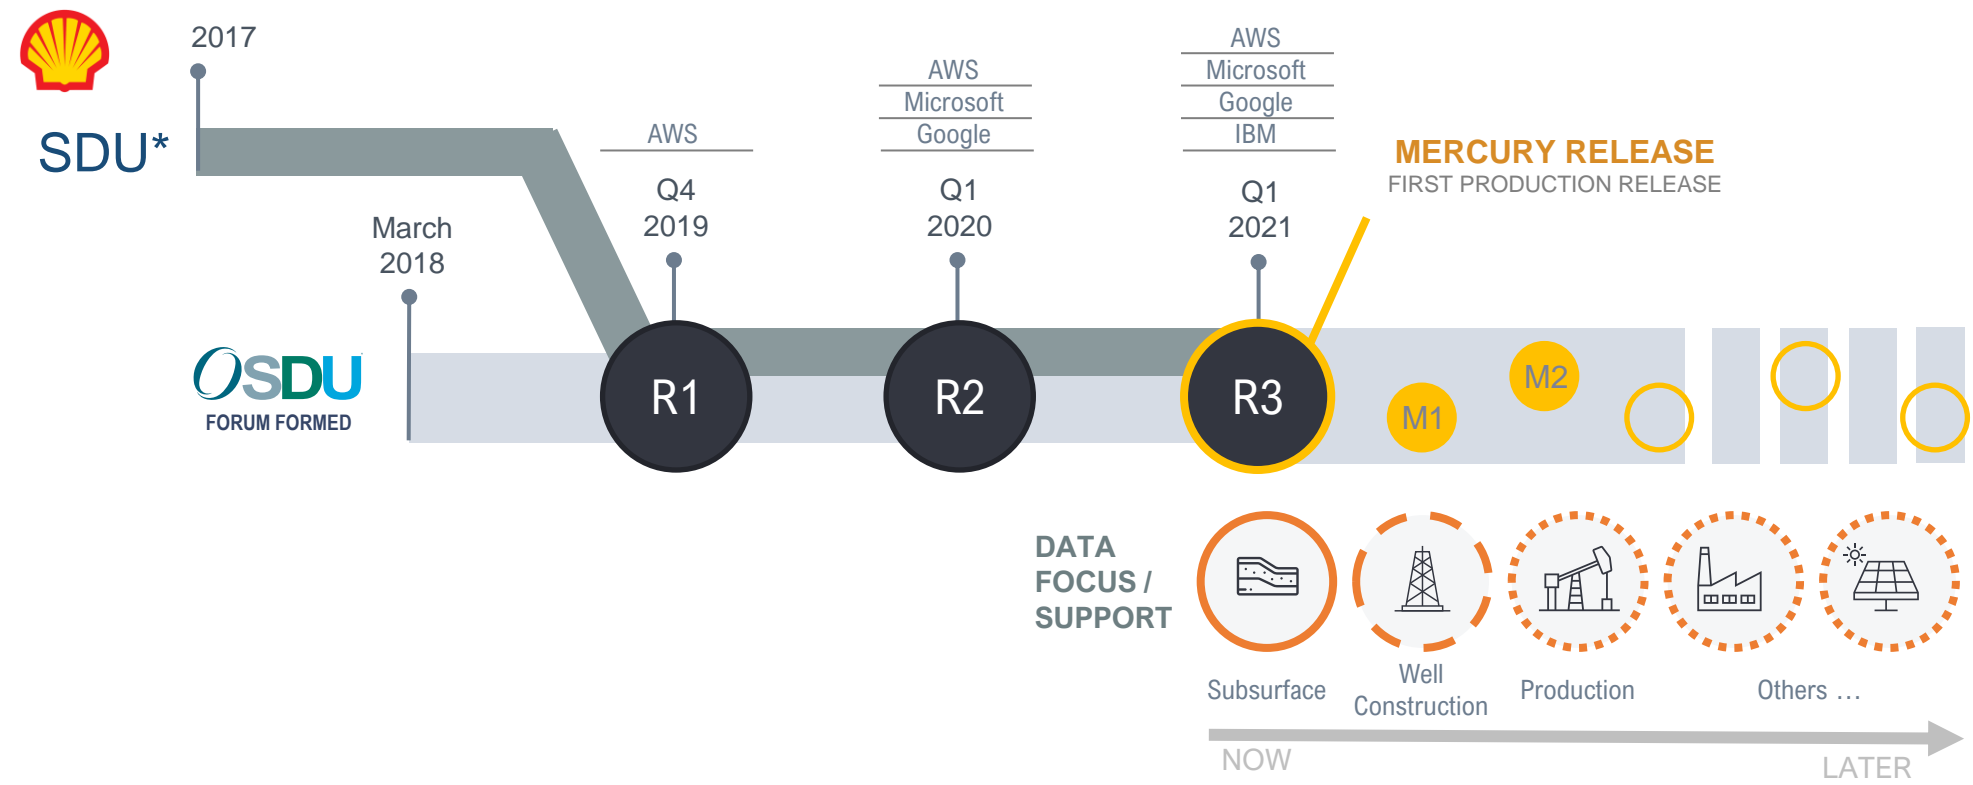 2017
SDU*
March
2018
OSDU
FORUM FORMED
AWS
Q4
2019
R1
AWS
Microsoft
Google
Q1
2020
R2
AWS
Microsoft
Google
IBM
Q1
2021
R3
MERCURY RELEASE
FIRST PRODUCTION RELEASE
M1
M2
DATA
FOCUS /
SUPPORT
Subsurface
Well
Construction
Production
Others …
NOW
LATER